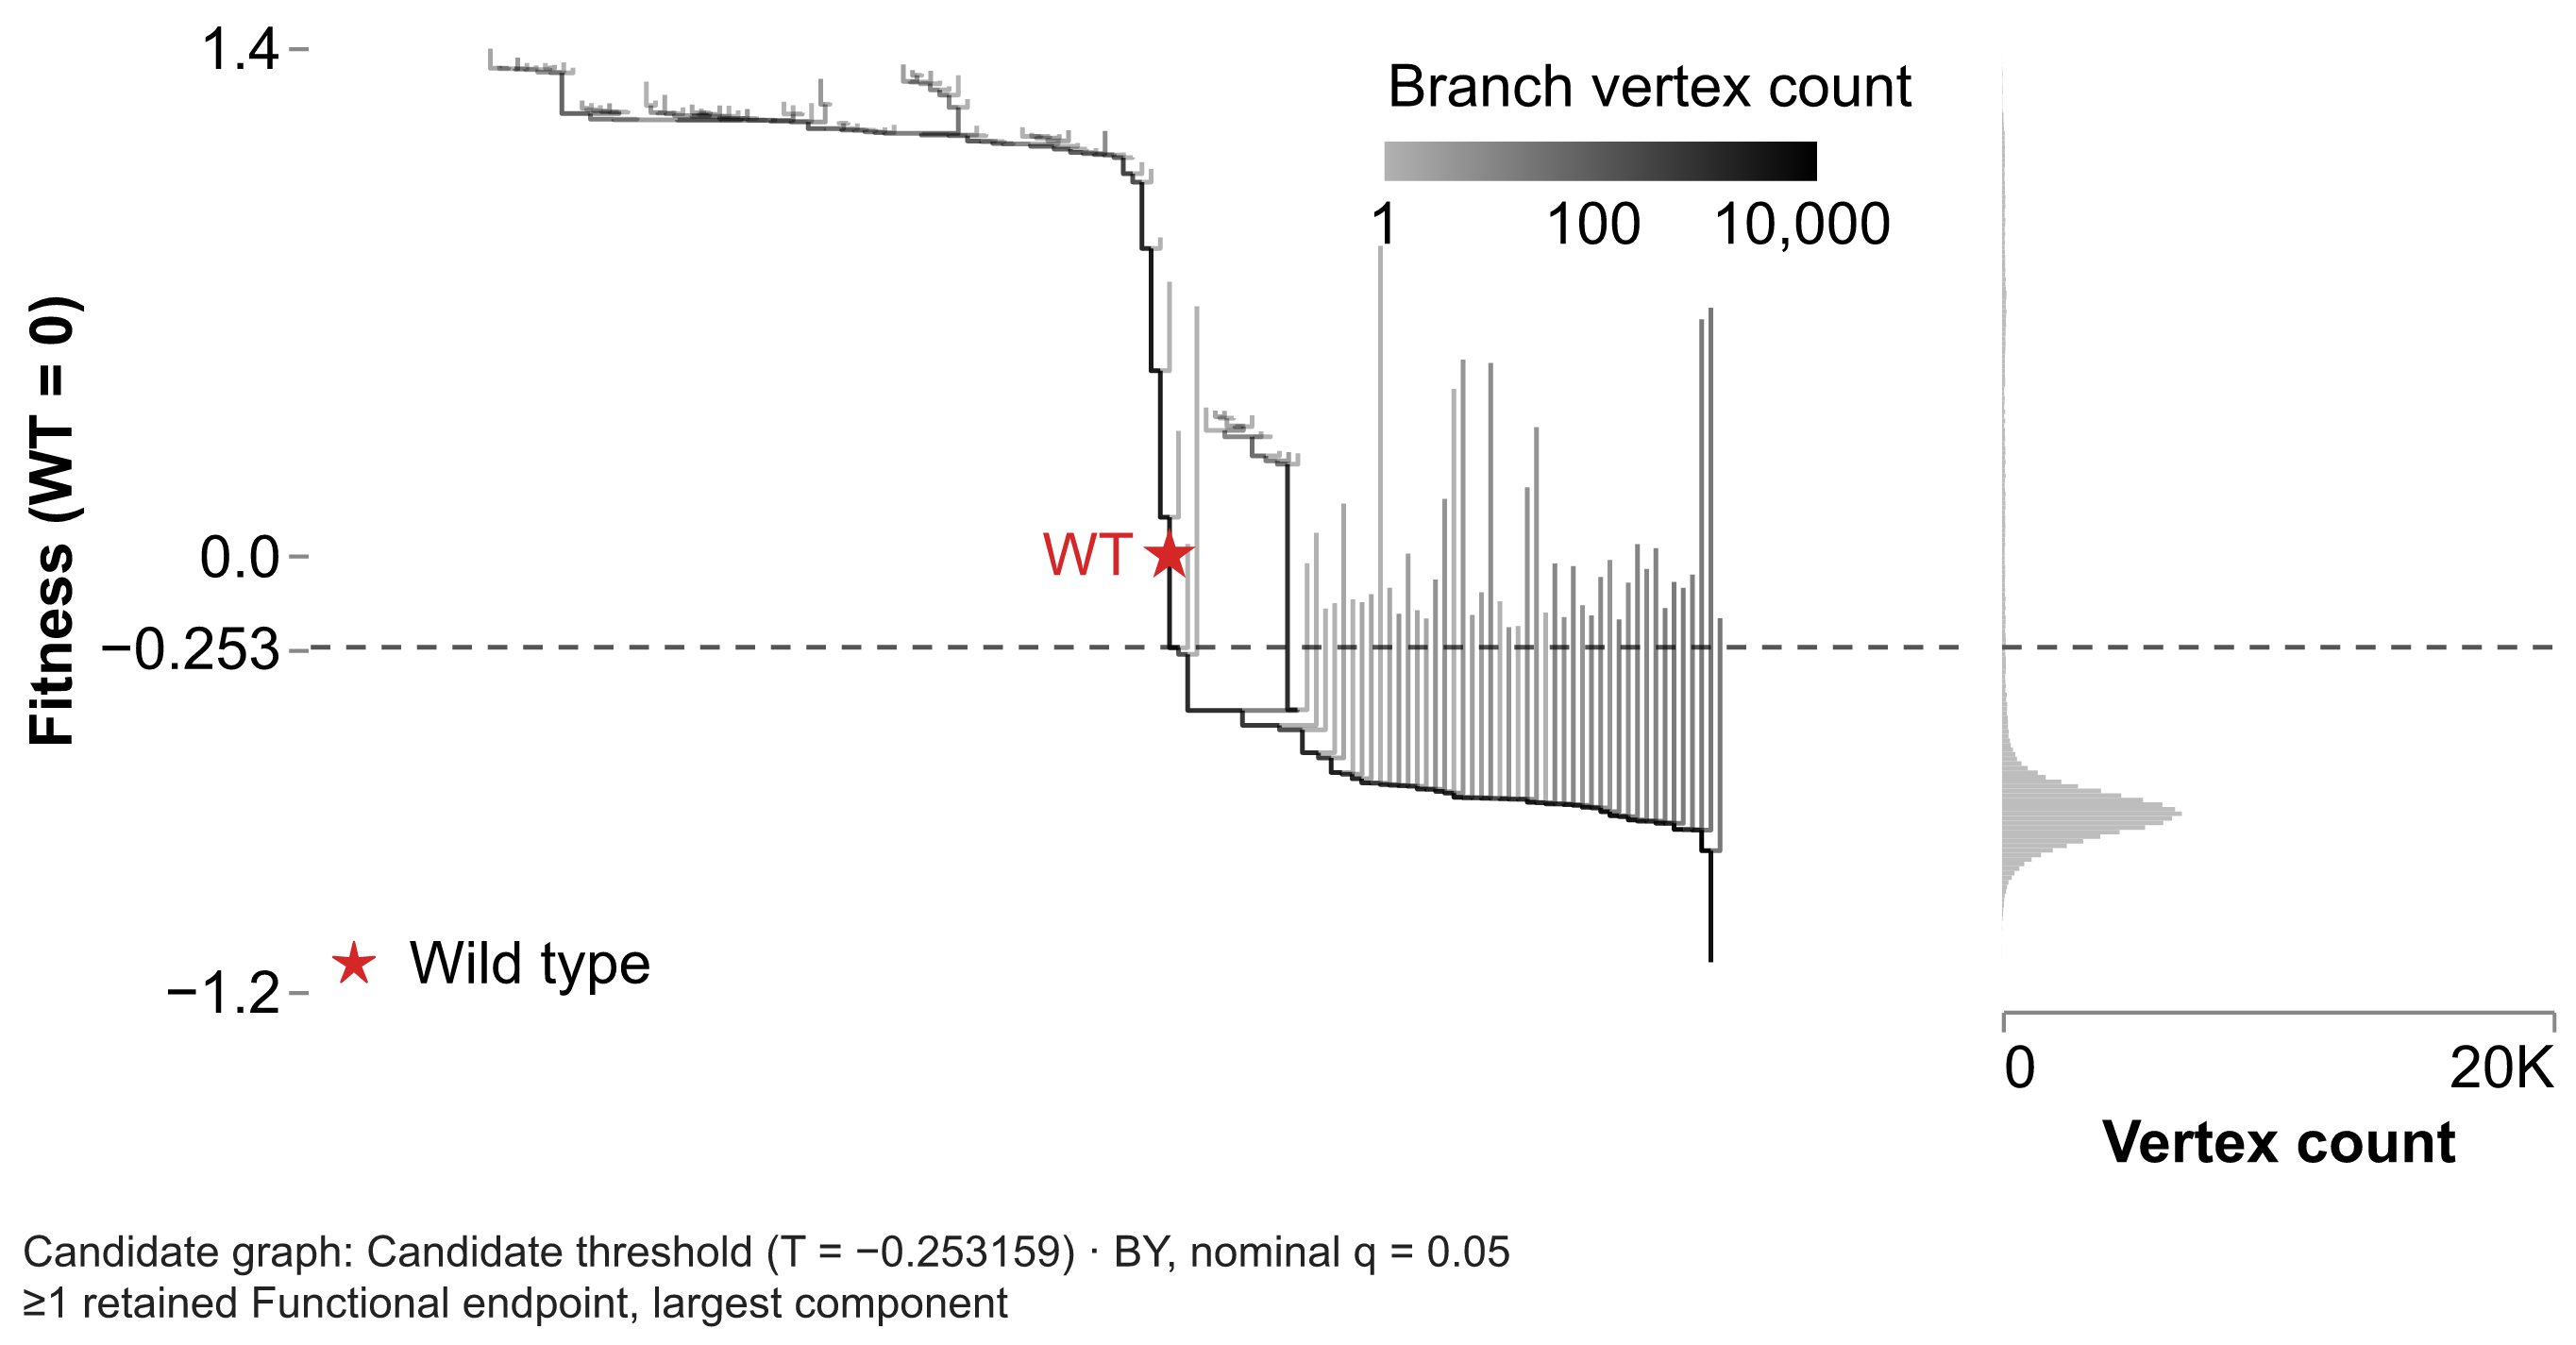 1.4
Branch vertex count
1 100 10,000
Fitness (WT = 0)
WT
0.0
−0.253
Wild type
−1.2
0 20K
Vertex count
Candidate graph: Candidate threshold (T = −0.253159) · BY, nominal q = 0.05
≥1 retained Functional endpoint, largest component